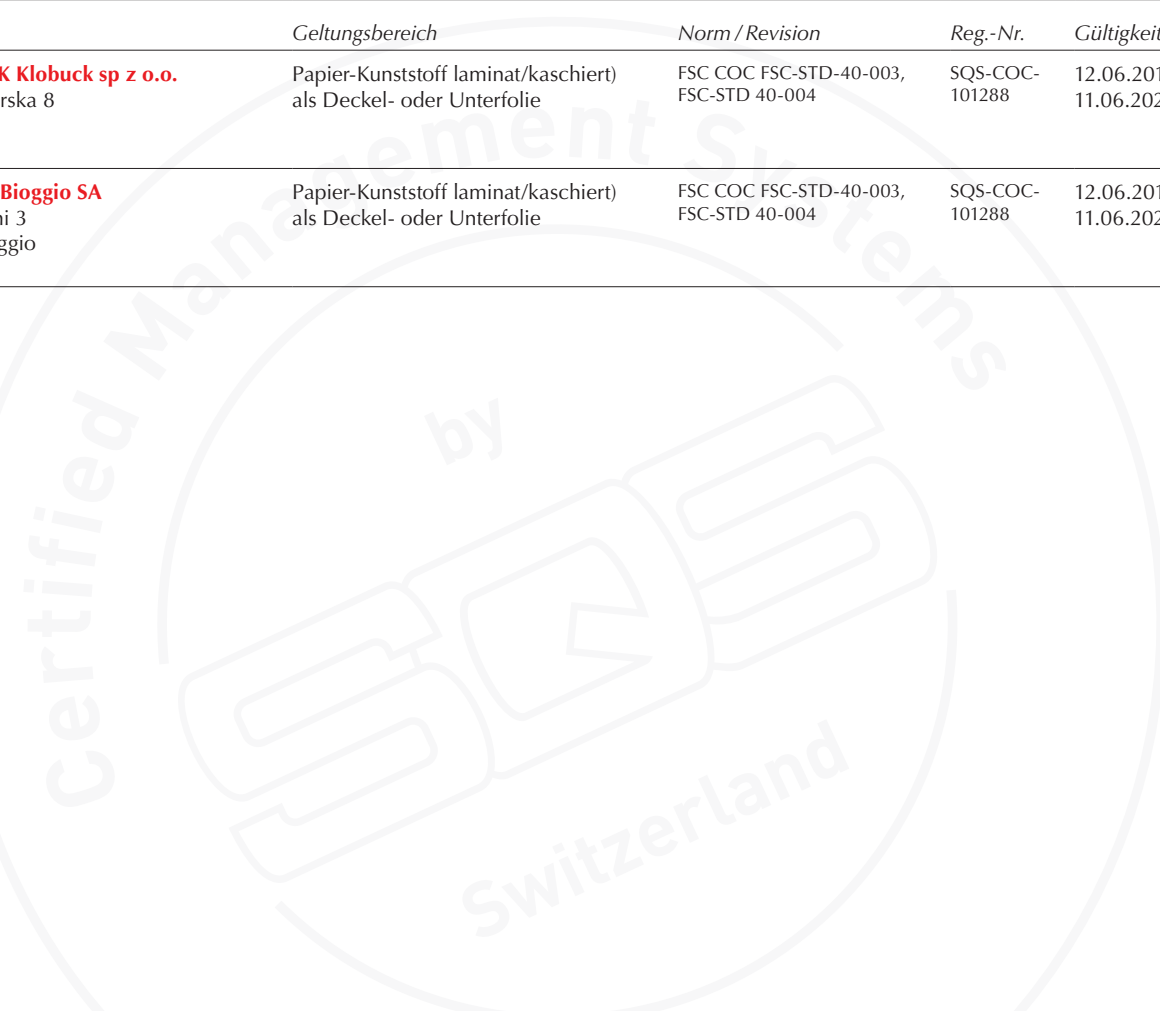 Geltungsbereich Norm / Revision Reg.-Nr. Gültigkeit
K Klobuck sp z o.o. Papier-Kunststoff laminat/kaschiert) FSC COC FSC-STD-40-003, SQS-COC- 12.06.201
rska 8 als Deckel- oder Unterfolie FSC-STD 40-004 101288 11.06.202
Bioggio SA Papier-Kunststoff laminat/kaschiert) FSC COC FSC-STD-40-003, SQS-COC- 12.06.201
ni 3 als Deckel- oder Unterfolie FSC-STD 40-004 101288 11.06.202
ggio
Certified Management Systems
by
SQS
Switzerland